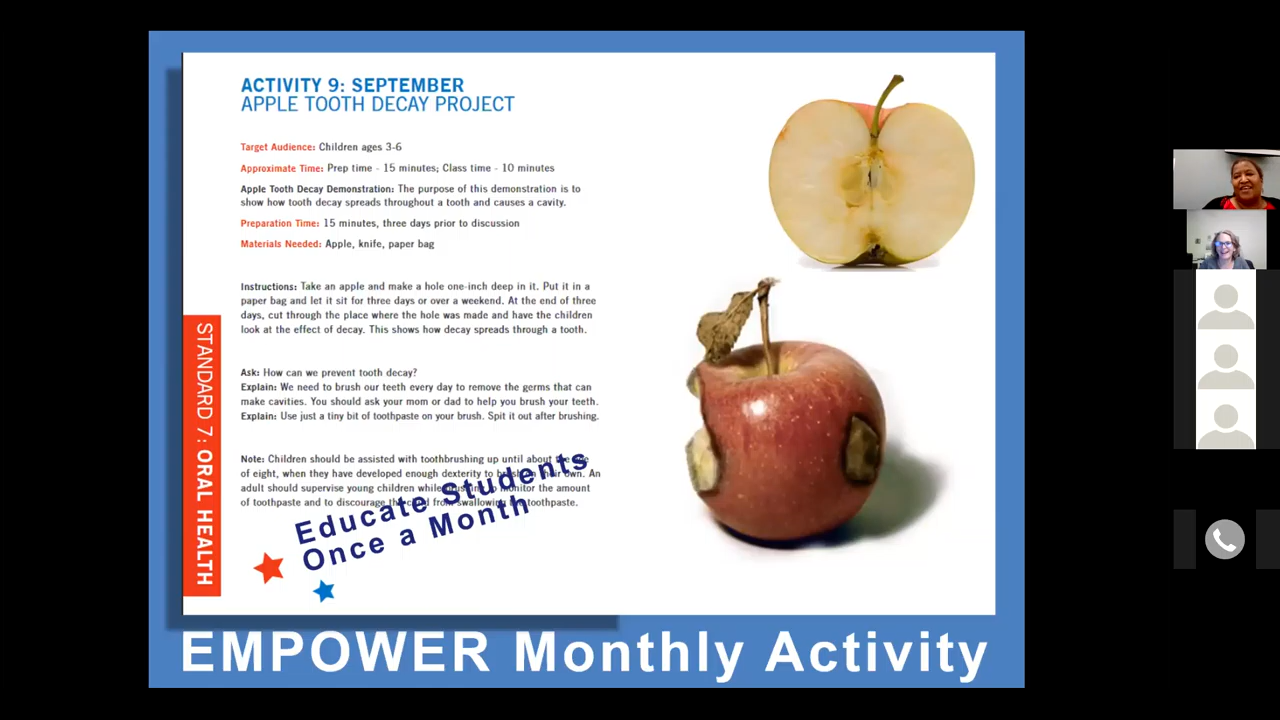 ACTIVITY 9: SEPTEMBER
APPLE TOOTH DECAY PROJECT
Target Audience: Children ages 3-6
Approximate Time: Prep time - 15 minutes; Class time - 10 minutes
Apple Tooth Decay Demonstration: The purpose of this demonstration is to
show how tooth decay spreads throughout a tooth and causes a cavity.
Preparation Time: 15 minutes, three days prior to discussion
Materials Needed: Apple, knife, paper bag
Instructions: Take an apple and make a hole one-inch deep in it. Put it in a
paper bag and let it sit for three days or over a weekend. At the end of three
days, cut through the place where the hole was made and have the children
look at the effect of decay. This shows how decay spreads through a tooth.
Ask: How can we prevent tooth decay?
Explain: We need to brush our teeth every day to remove the germs that can
make cavities. You should ask your mom or dad to help you brush your teeth.
Explain: Use just a tiny bit of toothpaste on your brush. Spit it out after brushing.
Note: Children should be assisted with toothbrushing up until about
of eight, when they have developed enough dexterity to own. An
adult should supervise young children while monitor the amount
of toothpaste and to discourage from swallowing toothpaste.
Educate Students
Once a Month
STANDARD 7: ORAL HEALTH
EMPOWER Monthly Activity